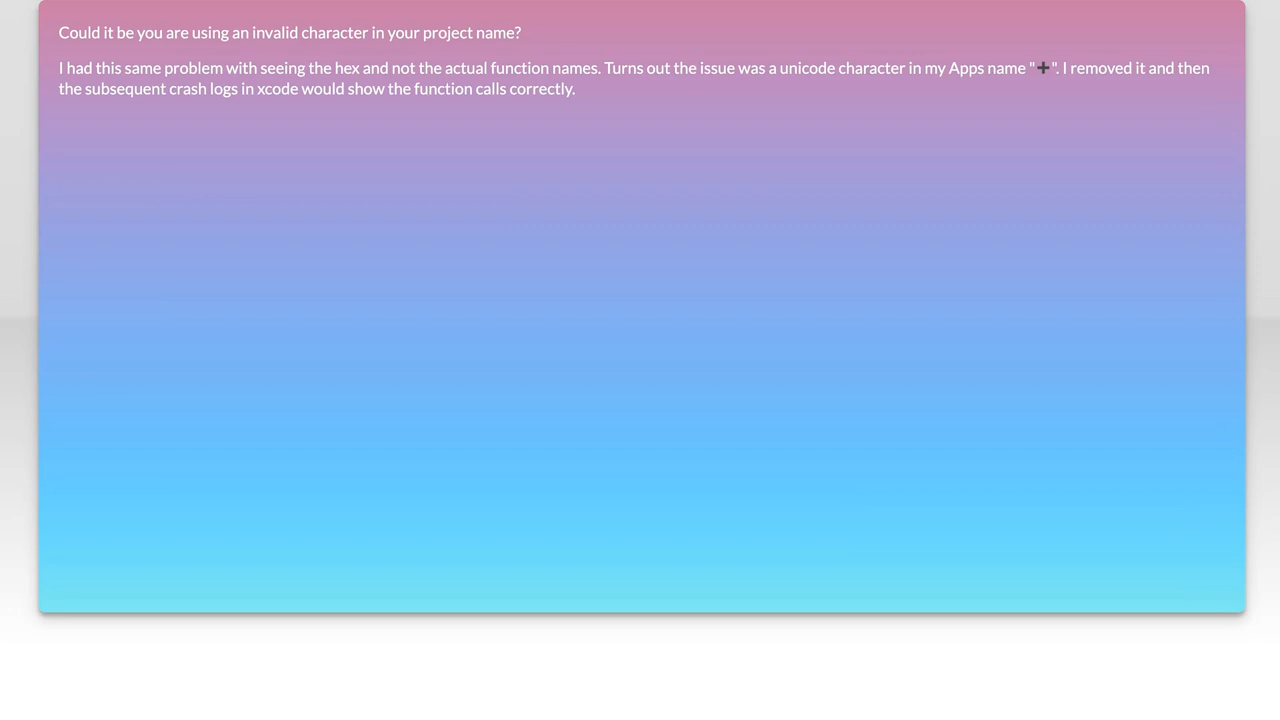 Could it be you are using an invalid character in your project name?
I had this same problem with seeing the hex and not the actual function names. Turns out the issue was a unicode character in my Apps name "➕". I removed it and then
the subsequent crash logs in xcode would show the function calls correctly.